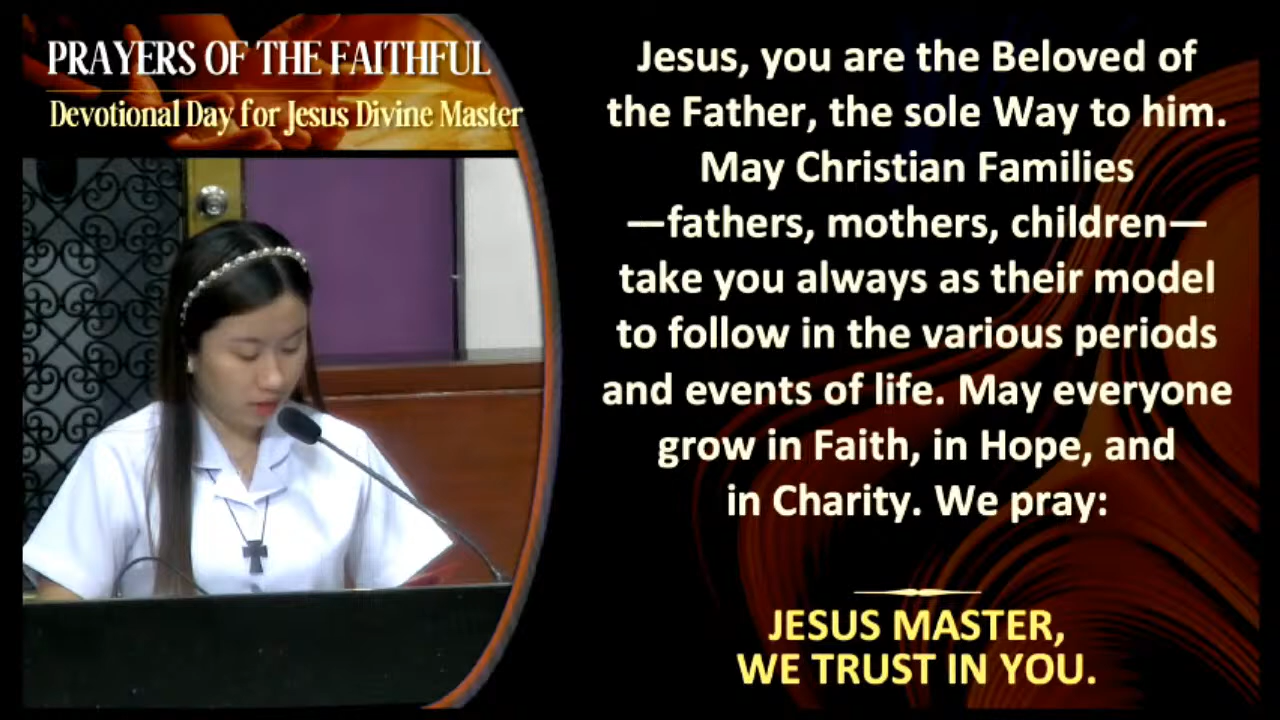 PRAYERS OF THE FAITHFUL
Devotional Day for Jesus Divine Master
Jesus, you are the Beloved of
the Father, the sole Way to him.
May Christian Families
—fathers, mothers, children—
take you always as their model
to follow in the various periods
and events of life. May everyone
grow in Faith, in Hope, and
in Charity. We pray:
JESUS MASTER,
WE TRUST IN YOU.